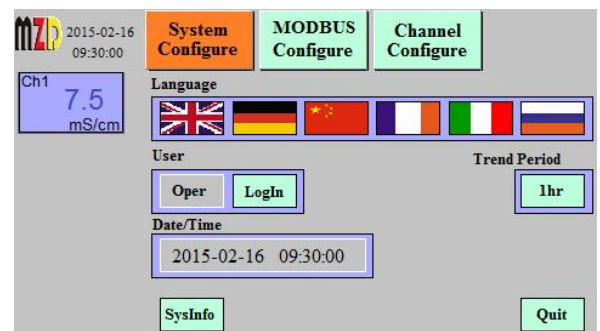 MZD 2015-02-16
09:30:00
System
Configure
MODBUS
Configure
Channel
Configure
Ch1
7.5
mS/cm
Language
User
Trend Period
Oper
LogIn
1hr
Date/Time
2015-02-16 09:30:00
SysInfo
Quit